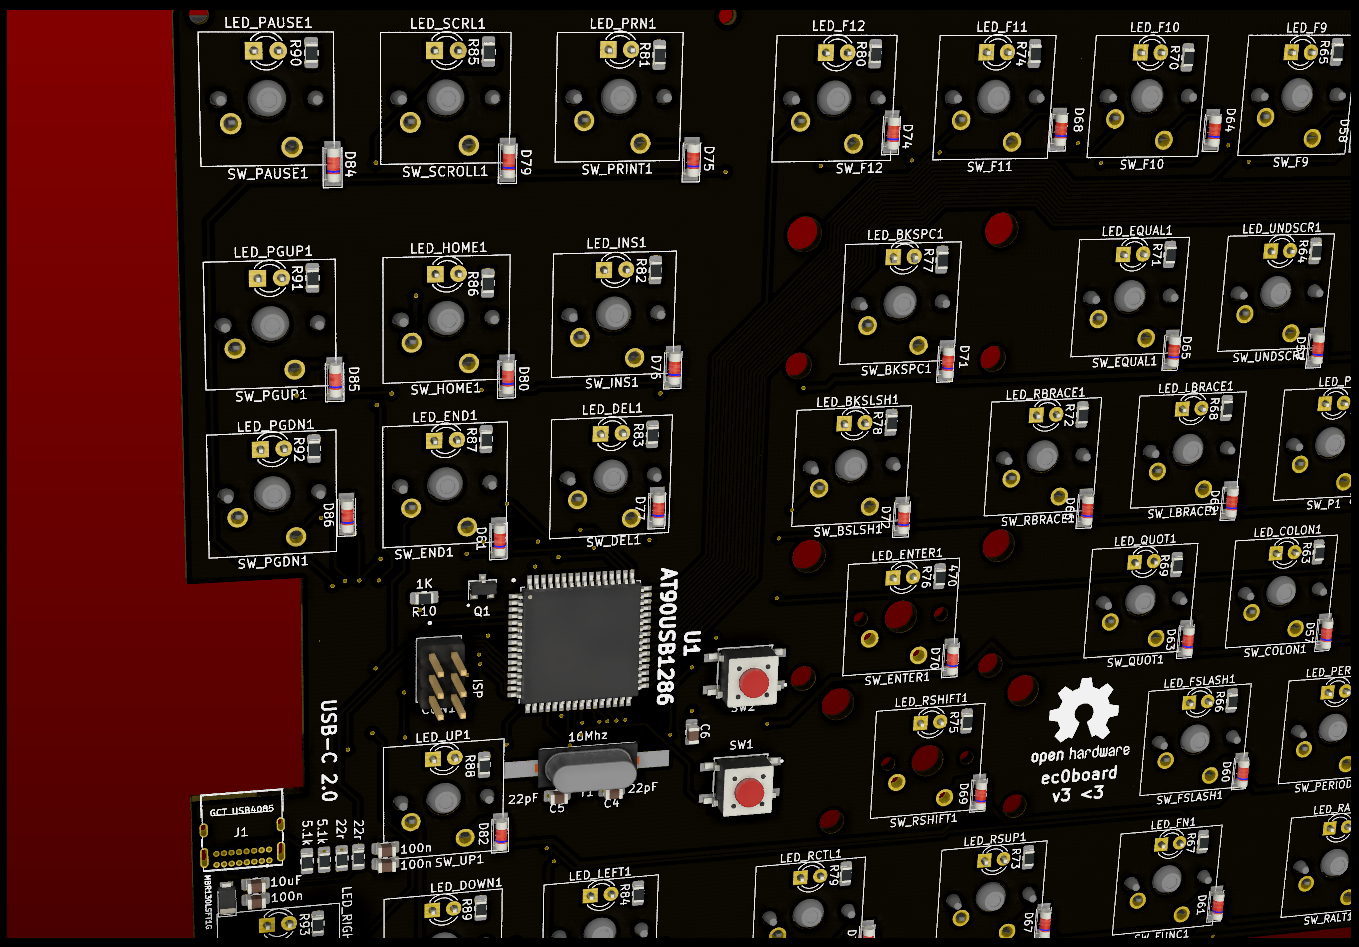 LED_PAUSE1
R90
SW_PAUSE1
D84
LED_SCRL1
R85
SW_SCROLL1
D79
LED_PRN1
R81
SW_PRINT1
D75
LED_F12
R80
SW_F12
D74
LED_F11
R74
SW_F11
D68
LED_F10
R70
SW_F10
D64
LED_F9
R65
SW_F9
D58
LED_PGUP1
R91
SW_PGUP1
D85
LED_HOME1
R86
SW_HOME1
D80
LED_INS1
R82
SW_INS1
D76
LED_BKSPC1
R77
SW_BKSPC1
D71
LED_EQUAL1
R71
SW_EQUAL1
D65
LED_UNDSCR1
R64
SW_UNDSCR1
LED_PGDN1
R92
SW_PGDN1
D86
LED_END1
R87
SW_END1
D81
LED_DEL1
R83
SW_DEL1
D77
LED_BKSLSH1
R78
SW_BSLSH1
D72
LED_RBRACE1
R72
SW_RBRACE1
LED_LBRACE1
R68
SW_LBRACE1
LED_P
SW_P1
1K
R10
Q1
AT90USB1286
U1
ISP
LED_ENTER1
R76
470
SW_ENTER1
D70
LED_QUOT1
R69
SW_QUOT1
D63
LED_COLON1
R63
SW_COLON1
D57
SW2
SW1
C6
16Mhz
22pF
C5
C4
22pF
LED_RSHIFT1
R75
SW_RSHIFT1
D69
open hardware
ec0board
v3 <3
LED_FSLASH1
R66
SW_FSLASH1
D60
LED_PER
SW_PERIOD
USB-C 2.0
LED_UP1
R88
SW_UP1
D82
GCT USB4085
J1
5.1k
5.1k
22r
22r
100n
100n
10uF
100n
LED_RIGH
R93
LED_DOWN1
R89
LED_LEFT1
R84
LED_RCTL1
R79
LED_RSUP1
R73
D67
LED_FN1
R67
SW_FUNC1
D61
LED_RA
SW_RALT1